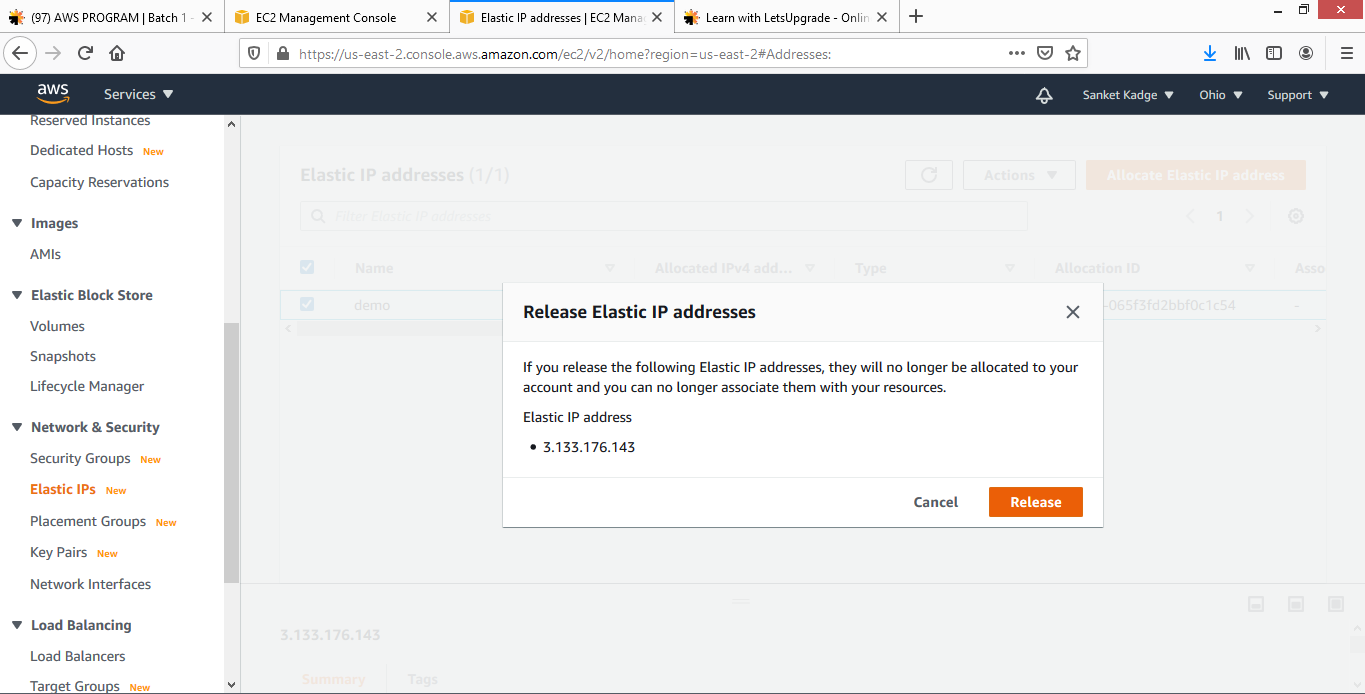 (97) AWS PROGRAM | Batch 1 -
EC2 Management Console
Elastic IP addresses | EC2 Mana
Learn with LetsUpgrade - Onlin
https://us-east-2.console.aws.amazon.com/ec2/v2/home?region=us-east-2#Addresses:
aws
Services
Sanket Kadge
Ohio
Support
Reserved Instances
Dedicated Hosts New
Capacity Reservations
Images
AMIs
Elastic Block Store
Volumes
Snapshots
Lifecycle Manager
Network & Security
Security Groups New
Elastic IPs New
Placement Groups New
Key Pairs New
Network Interfaces
Load Balancing
Load Balancers
Target Groups New
Elastic IP addresses (1/1)
Actions
Allocate Elastic IP address
Filter Elastic IP addresses
1
Name
Allocated IPv4 add...
Type
Allocation ID
Asso
demo
-065f3fd2bbf0c1c54
-
Release Elastic IP addresses
If you release the following Elastic IP addresses, they will no longer be allocated to your
account and you can no longer associate them with your resources.
Elastic IP address
• 3.133.176.143
Cancel
Release
3.133.176.143
Summary
Tags